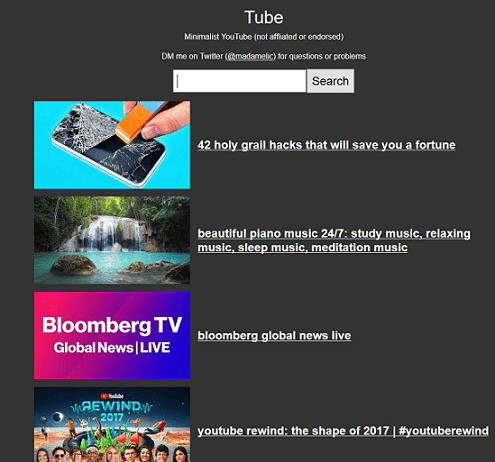 Tube
Minimalist YouTube (not affliated or endorsed)
DM me on Twitter (@madamelic) for questions or problems
Search
42 holy grail hacks that will save you a fortune
beautiful piano music 24/7: study music, relaxing
music, sleep music, meditation music
Bloomberg TV
Global News|LIVE
bloomberg global news live
YouTube
REWIND
2017
youtube rewind: the shape of 2017 | #youtuberewind